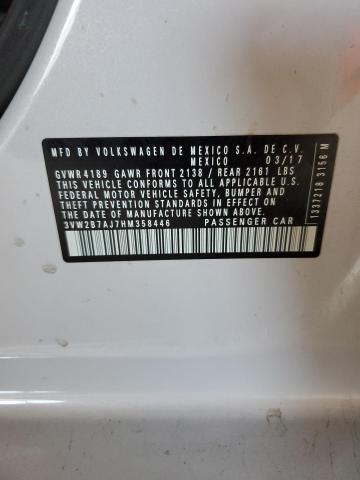 MFD. BY VOLKSWAGEN DE MEXICO S.A. DE C.V.
MEXICO 03/17
GVWR 4189 GAWR FRONT 2138 / REAR 2161 LBS
THIS VEHICLE CONFORMS TO ALL APPLICABLE U.S.
FEDERAL MOTOR VEHICLE SAFETY, BUMPER AND
THEFT PREVENTION STANDARDS IN EFFECT ON THE
DATE OF MANUFACTURE SHOWN ABOVE.
3VW2B7AJ7HM358446 PASSENGER CAR
1337218 3156 M